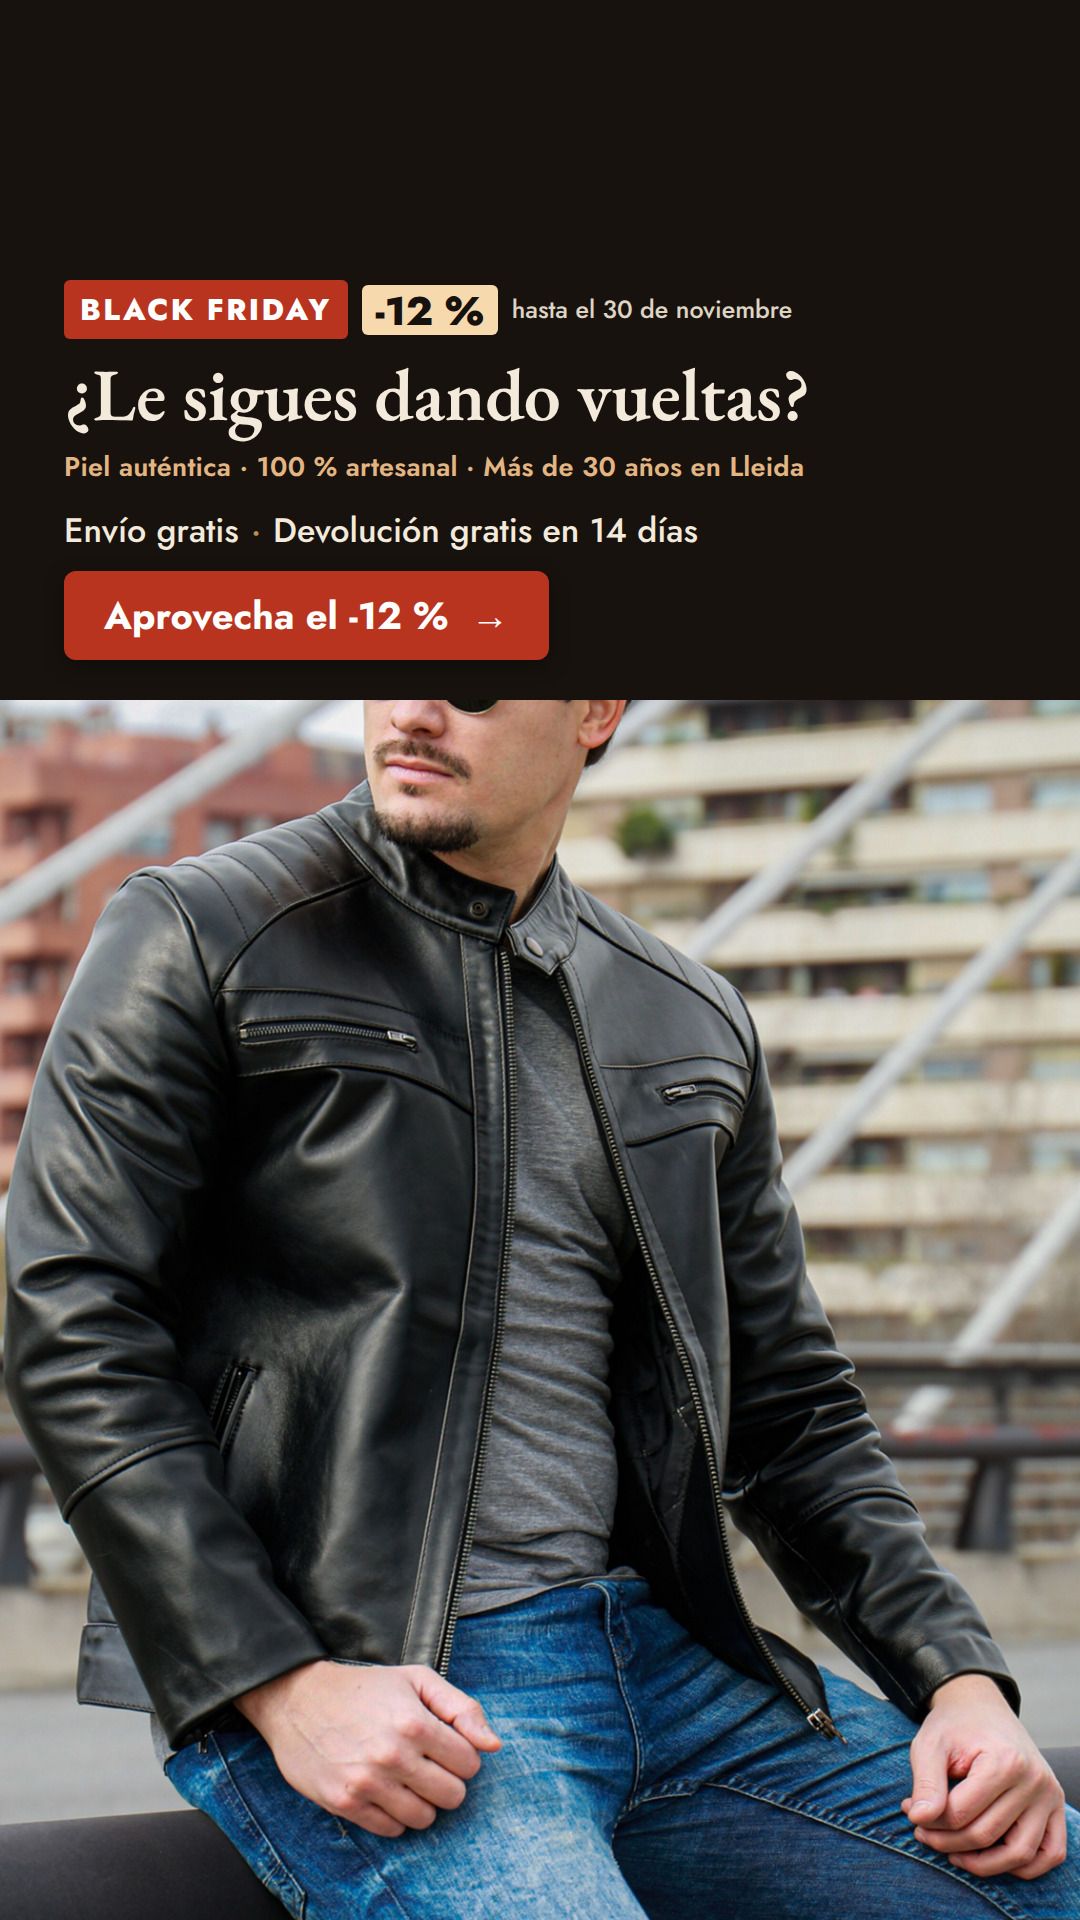 BLACK FRIDAY -12 % hasta el 30 de noviembre
¿Le sigues dando vueltas?
Piel auténtica · 100 % artesanal · Más de 30 años en Lleida
Envío gratis · Devolución gratis en 14 días
Aprovecha el -12 % →